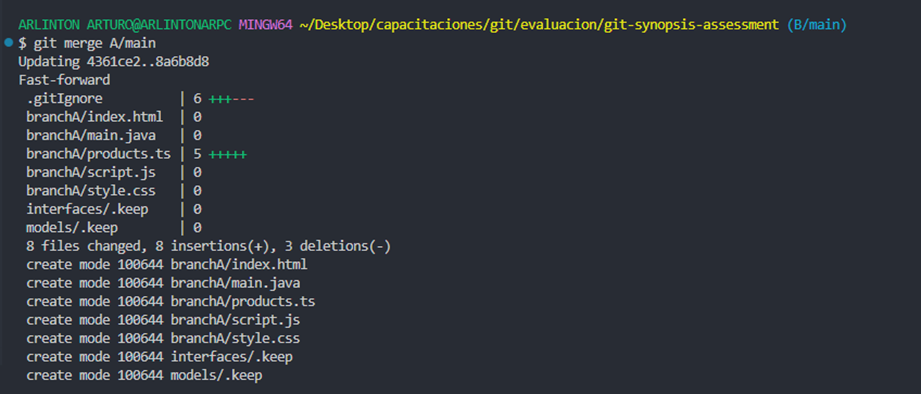 ARLINTON ARTURO@ARLINTONARPC MINGW64 ~/Desktop/capacitaciones/git/evaluacion/git-synopsis-assessment (B/main)
$ git merge A/main
Updating 4361ce2..8a6b8d8
Fast-forward
 .gitIgnore         | 6 +++---
 branchA/index.html | 0
 branchA/main.java  | 0
 branchA/products.ts | 5 +++++
 branchA/script.js  | 0
 branchA/style.css  | 0
 interfaces/.keep   | 0
 models/.keep       | 0
 8 files changed, 8 insertions(+), 3 deletions(-)
 create mode 100644 branchA/index.html
 create mode 100644 branchA/main.java
 create mode 100644 branchA/products.ts
 create mode 100644 branchA/script.js
 create mode 100644 branchA/style.css
 create mode 100644 interfaces/.keep
 create mode 100644 models/.keep